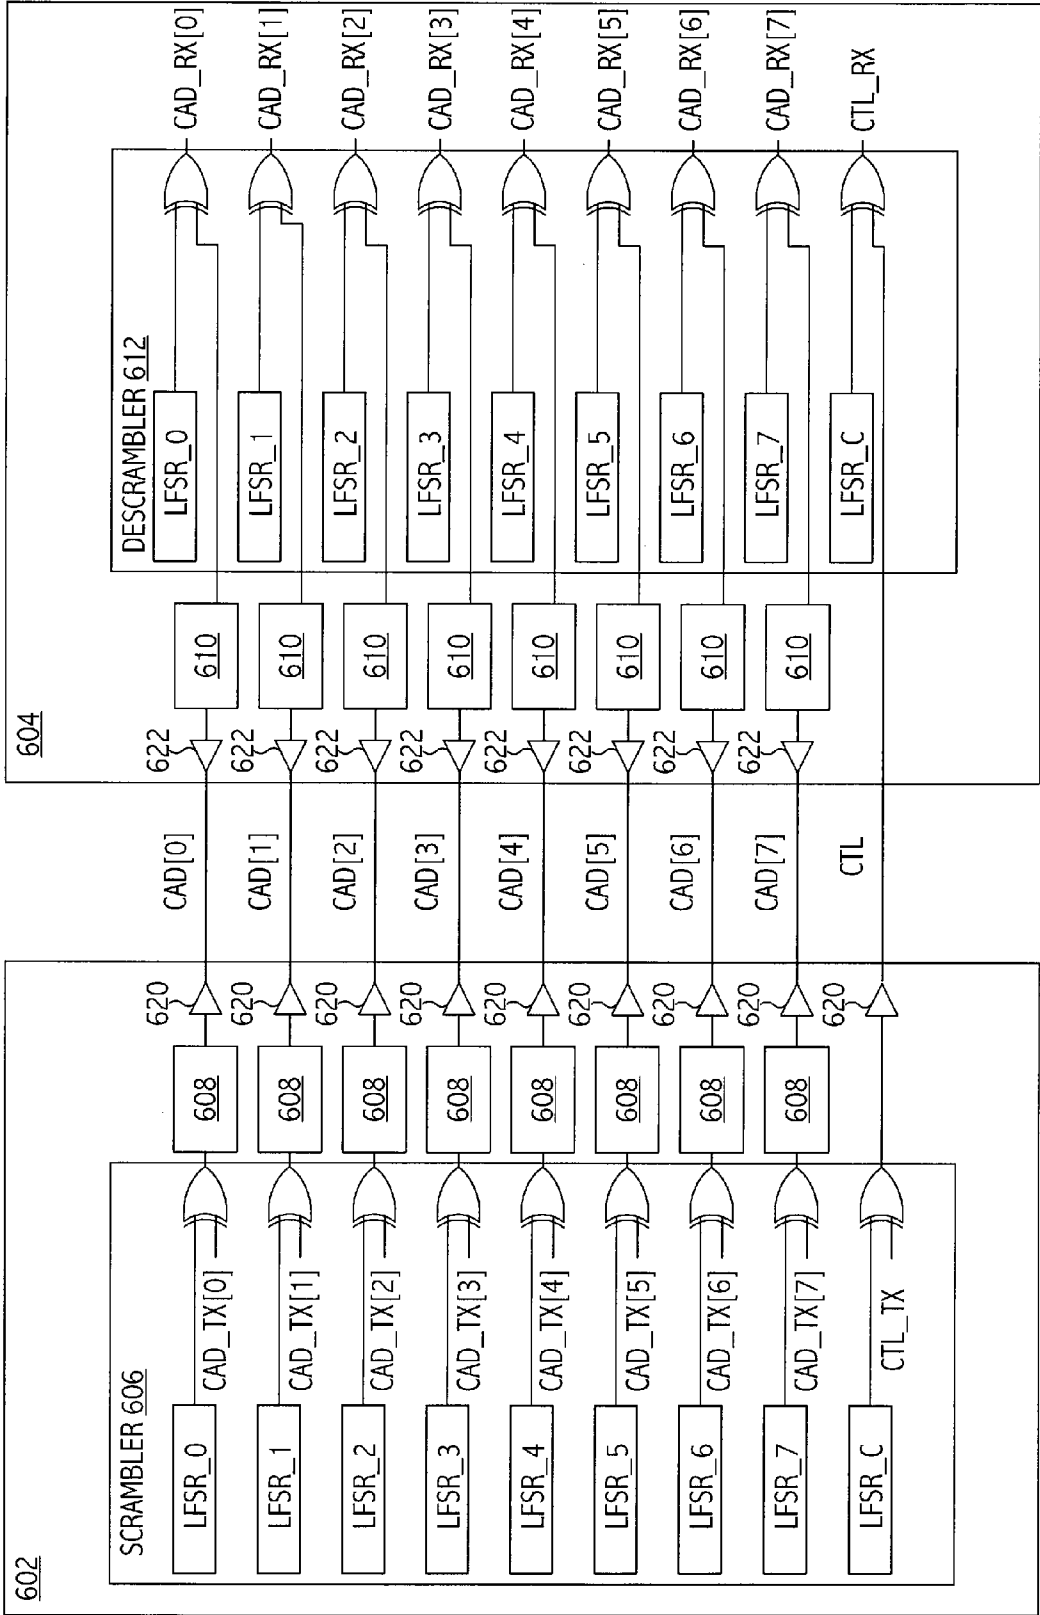 602
SCRAMBLER 606
LFSR_0
LFSR_1
LFSR_2
LFSR_3
LFSR_4
LFSR_5
LFSR_6
LFSR_7
LFSR_C
CAD_TX[0]
CAD_TX[1]
CAD_TX[2]
CAD_TX[3]
CAD_TX[4]
CAD_TX[5]
CAD_TX[6]
CAD_TX[7]
CTL_TX
608
608
608
608
608
608
608
608
620
620
620
620
620
620
620
620
620
CAD[0]
CAD[1]
CAD[2]
CAD[3]
CAD[4]
CAD[5]
CAD[6]
CAD[7]
CTL
604
622
622
622
622
622
622
622
622
610
610
610
610
610
610
610
610
DESCRAMBLER 612
LFSR_0
LFSR_1
LFSR_2
LFSR_3
LFSR_4
LFSR_5
LFSR_6
LFSR_7
LFSR_C
CAD_RX[0]
CAD_RX[1]
CAD_RX[2]
CAD_RX[3]
CAD_RX[4]
CAD_RX[5]
CAD_RX[6]
CAD_RX[7]
CTL_RX